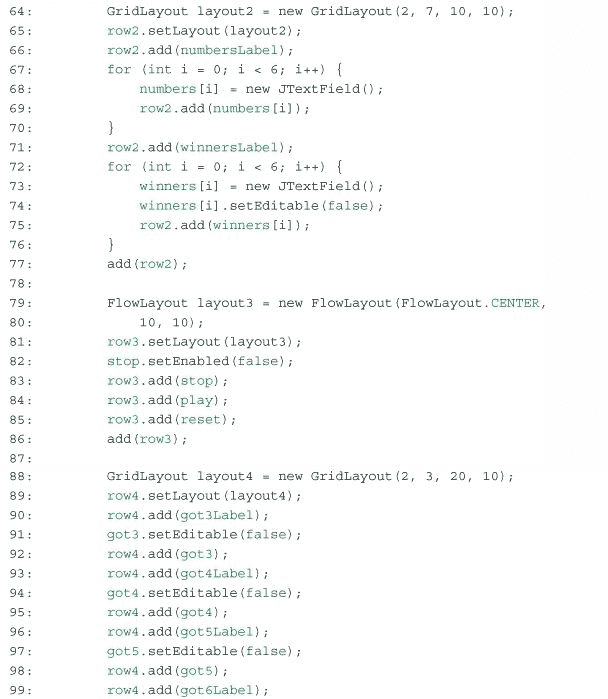 64:          GridLayout layout2 = new GridLayout(2, 7, 10, 10);
65:          row2.setLayout(layout2);
66:          row2.add(numbersLabel);
67:          for (int i = 0; i < 6; i++) {
68:              numbers[i] = new JTextField();
69:              row2.add(numbers[i]);
70:          }
71:          row2.add(winnersLabel);
72:          for (int i = 0; i < 6; i++) {
73:              winners[i] = new JTextField();
74:              winners[i].setEditable(false);
75:              row2.add(winners[i]);
76:          }
77:          add(row2);
78:
79:          FlowLayout layout3 = new FlowLayout(FlowLayout.CENTER,
80:              10, 10);
81:          row3.setLayout(layout3);
82:          stop.setEnabled(false);
83:          row3.add(stop);
84:          row3.add(play);
85:          row3.add(reset);
86:          add(row3);
87:
88:          GridLayout layout4 = new GridLayout(2, 3, 20, 10);
89:          row4.setLayout(layout4);
90:          row4.add(got3Label);
91:          got3.setEditable(false);
92:          row4.add(got3);
93:          row4.add(got4Label);
94:          got4.setEditable(false);
95:          row4.add(got4);
96:          row4.add(got5Label);
97:          got5.setEditable(false);
98:          row4.add(got5);
99:          row4.add(got6Label);